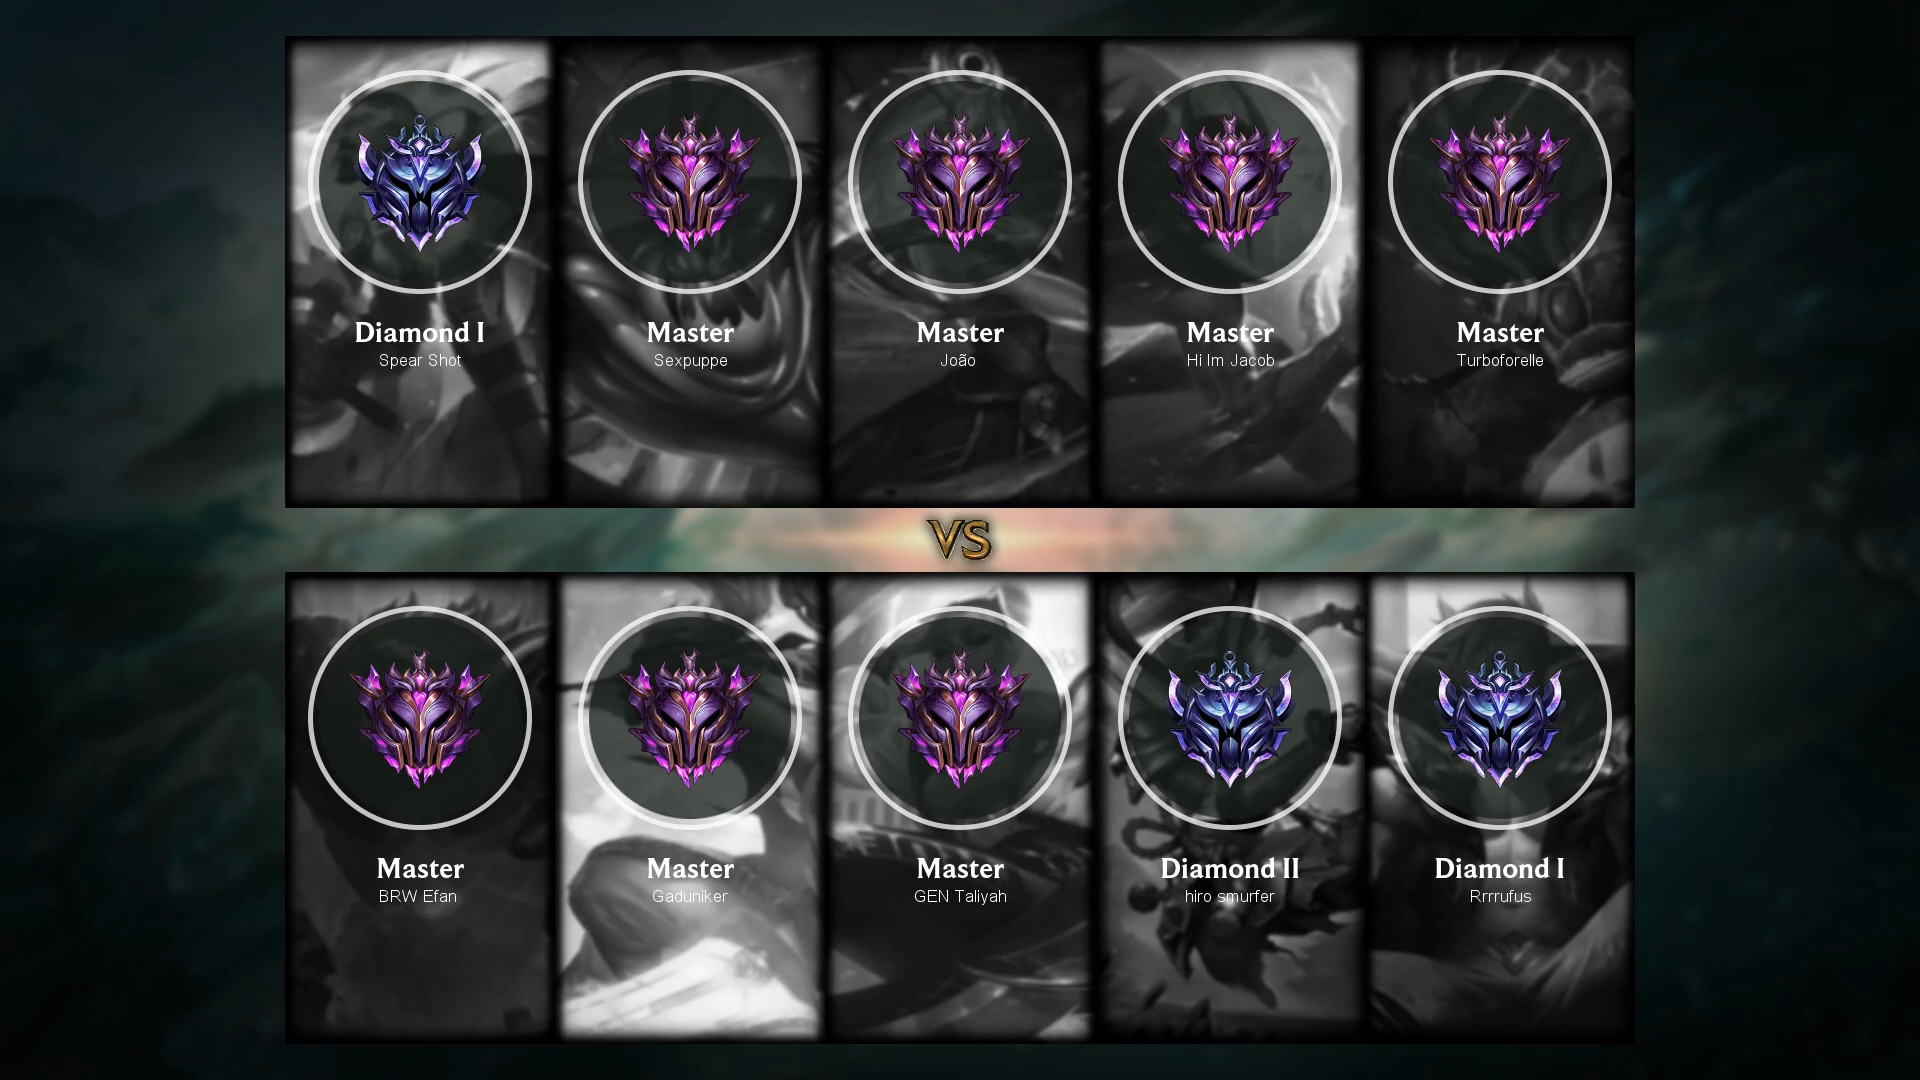 Diamond I
Spear Shot
Master
Sexpuppe
Master
João
Master
Hi Im Jacob
Master
Turboforelle
VS
Master
BRW Efan
Master
Gaduniker
Master
GEN Taliyah
Diamond II
hiro smurfer
Diamond I
Rrrrufus